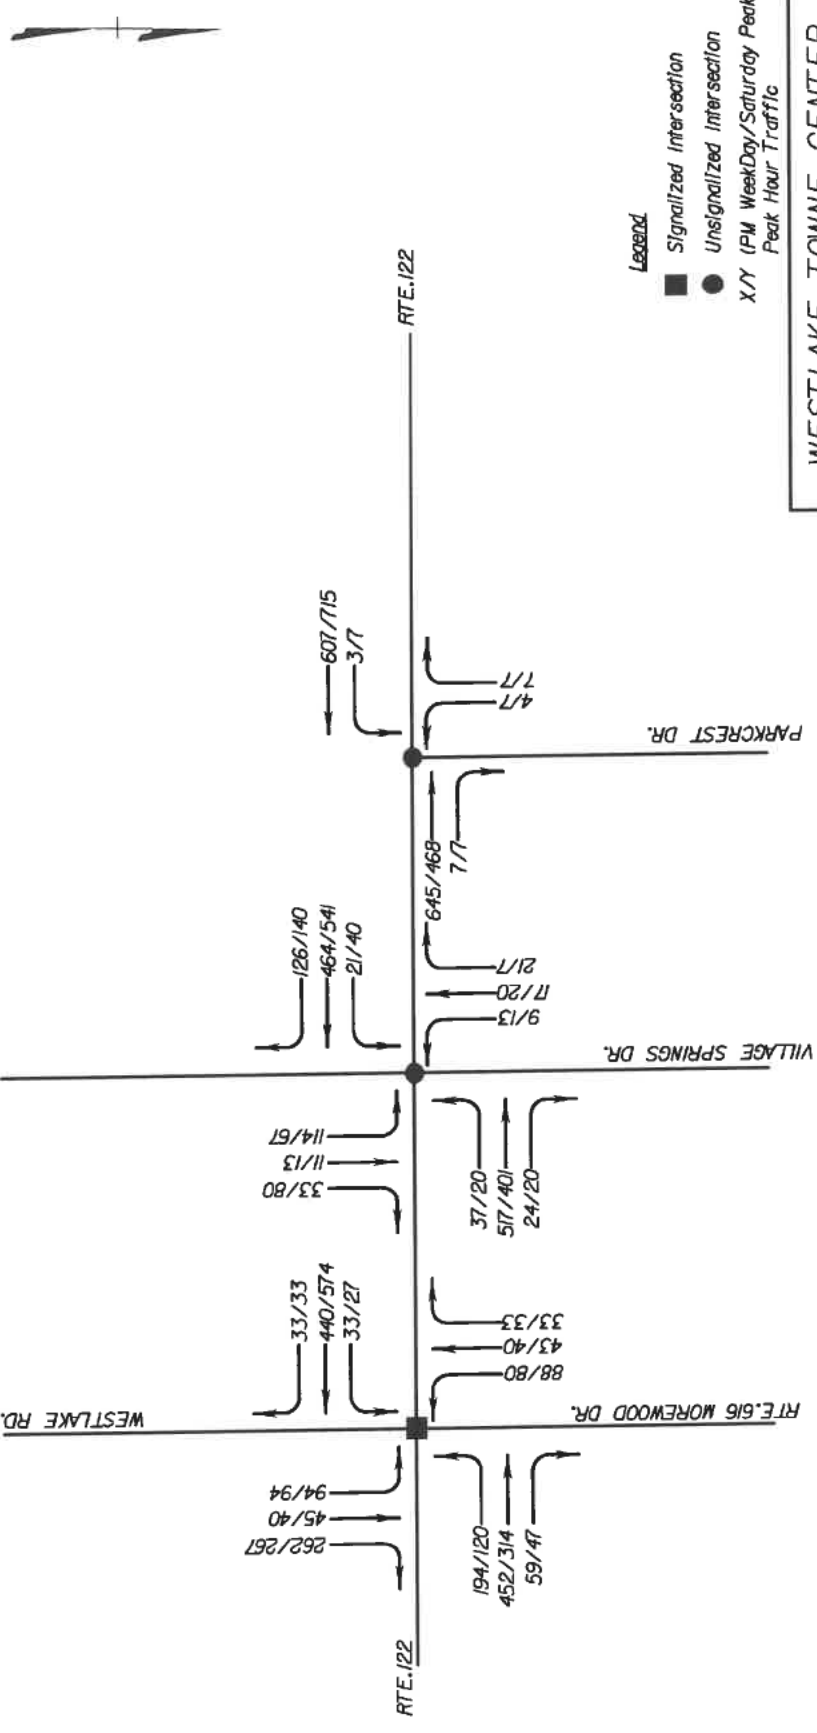 RTE.122
RTE.122
WESTLAKE RD.
RTE.616 MOREWOOD DR.
VILLAGE SPRINGS DR.
PARKCREST DR.
607/715
3/7
7/7
4/7
645/468
7/7
126/140
464/541
21/40
21/7
17/20
9/13
114/67
11/13
33/80
37/20
517/401
24/20
33/33
440/574
33/27
33/33
43/40
88/80
94/94
45/40
262/267
194/120
452/314
59/47
Legend
Signalized Intersection
Unsignalized Intersection
X/Y (PM WeekDay/Saturday Peak
Peak Hour Traffic
WESTLAKE TOWNE CENTER